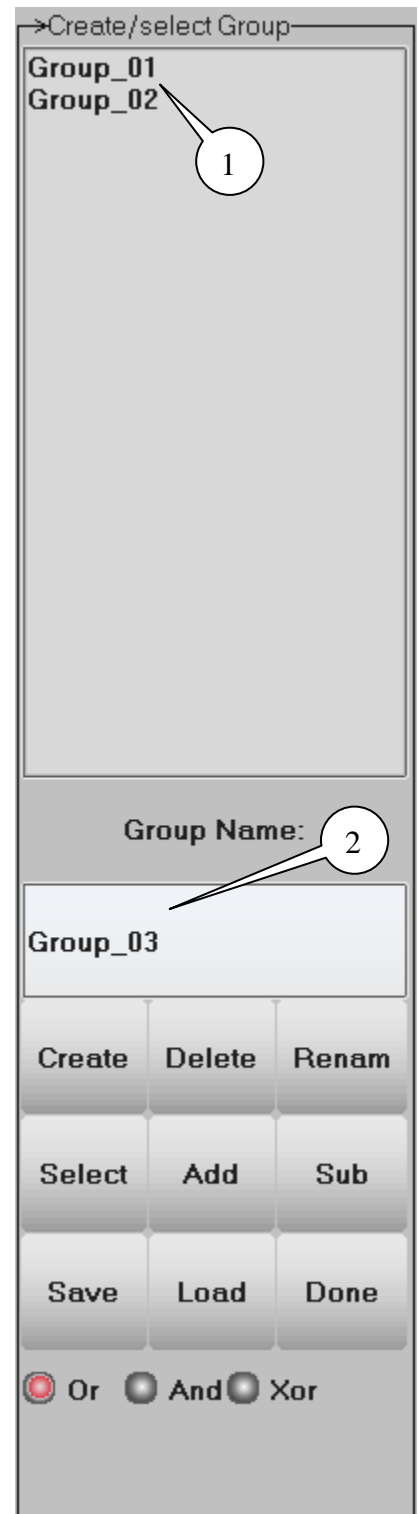 >Create/select Group
Group_01
Group_02
1
Group Name:
2
Group_03
Create Delete Renam
Select Add Sub
Save Load Done
Or And Xor